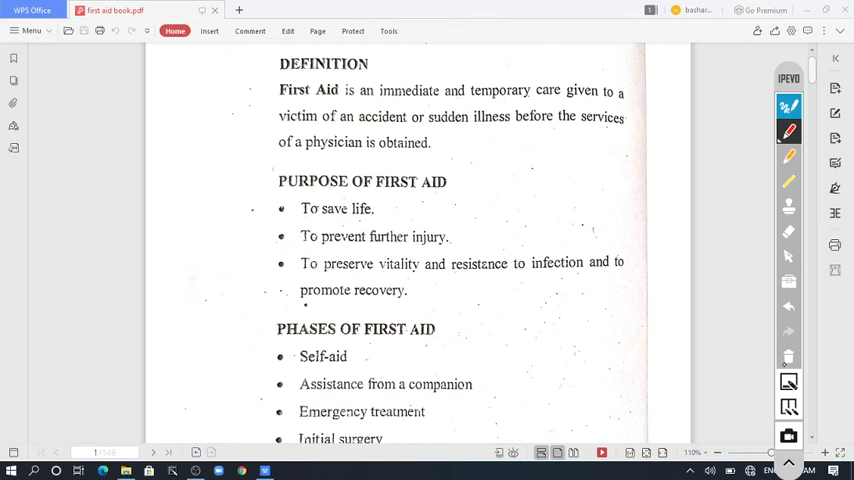 WPS Office
first aid book.pdf
+
1
bashar...
Go Premium
Menu
Home
Insert
Comment
Edit
Page
Protect
Tools
DEFINITION
First Aid is an immediate and temporary care given to a
victim of an accident or sudden illness before the services
of a physician is obtained.
PURPOSE OF FIRST AID
• To save life.
• To prevent further injury.
• To preserve vitality and resistance to infection and to
promote recovery.
PHASES OF FIRST AID
• Self-aid
• Assistance from a companion
• Emergency treatment
• Initial surgery
IPEVO
1/146
110%